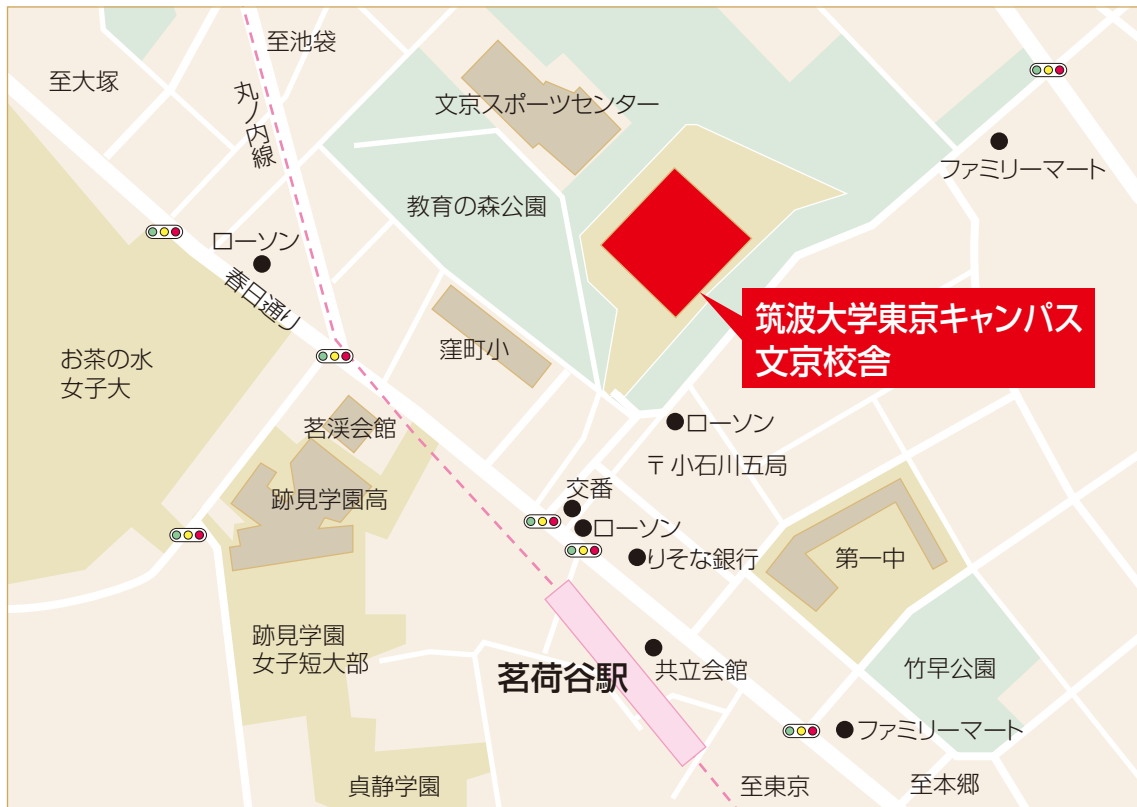 至池袋
至大塚
丸ノ内線
文京スポーツセンター
ファミリーマート
教育の森公園
ローソン
春日通り
筑波大学東京キャンパス
文京校舎
お茶の水
女子大
窪町小
茗渓会館
ローソン
〒小石川五局
跡見学園高
交番
ローソン
りそな銀行
第一中
跡見学園
女子短大部
茗荷谷駅
共立会館
竹早公園
ファミリーマート
貞静学園
至東京
至本郷